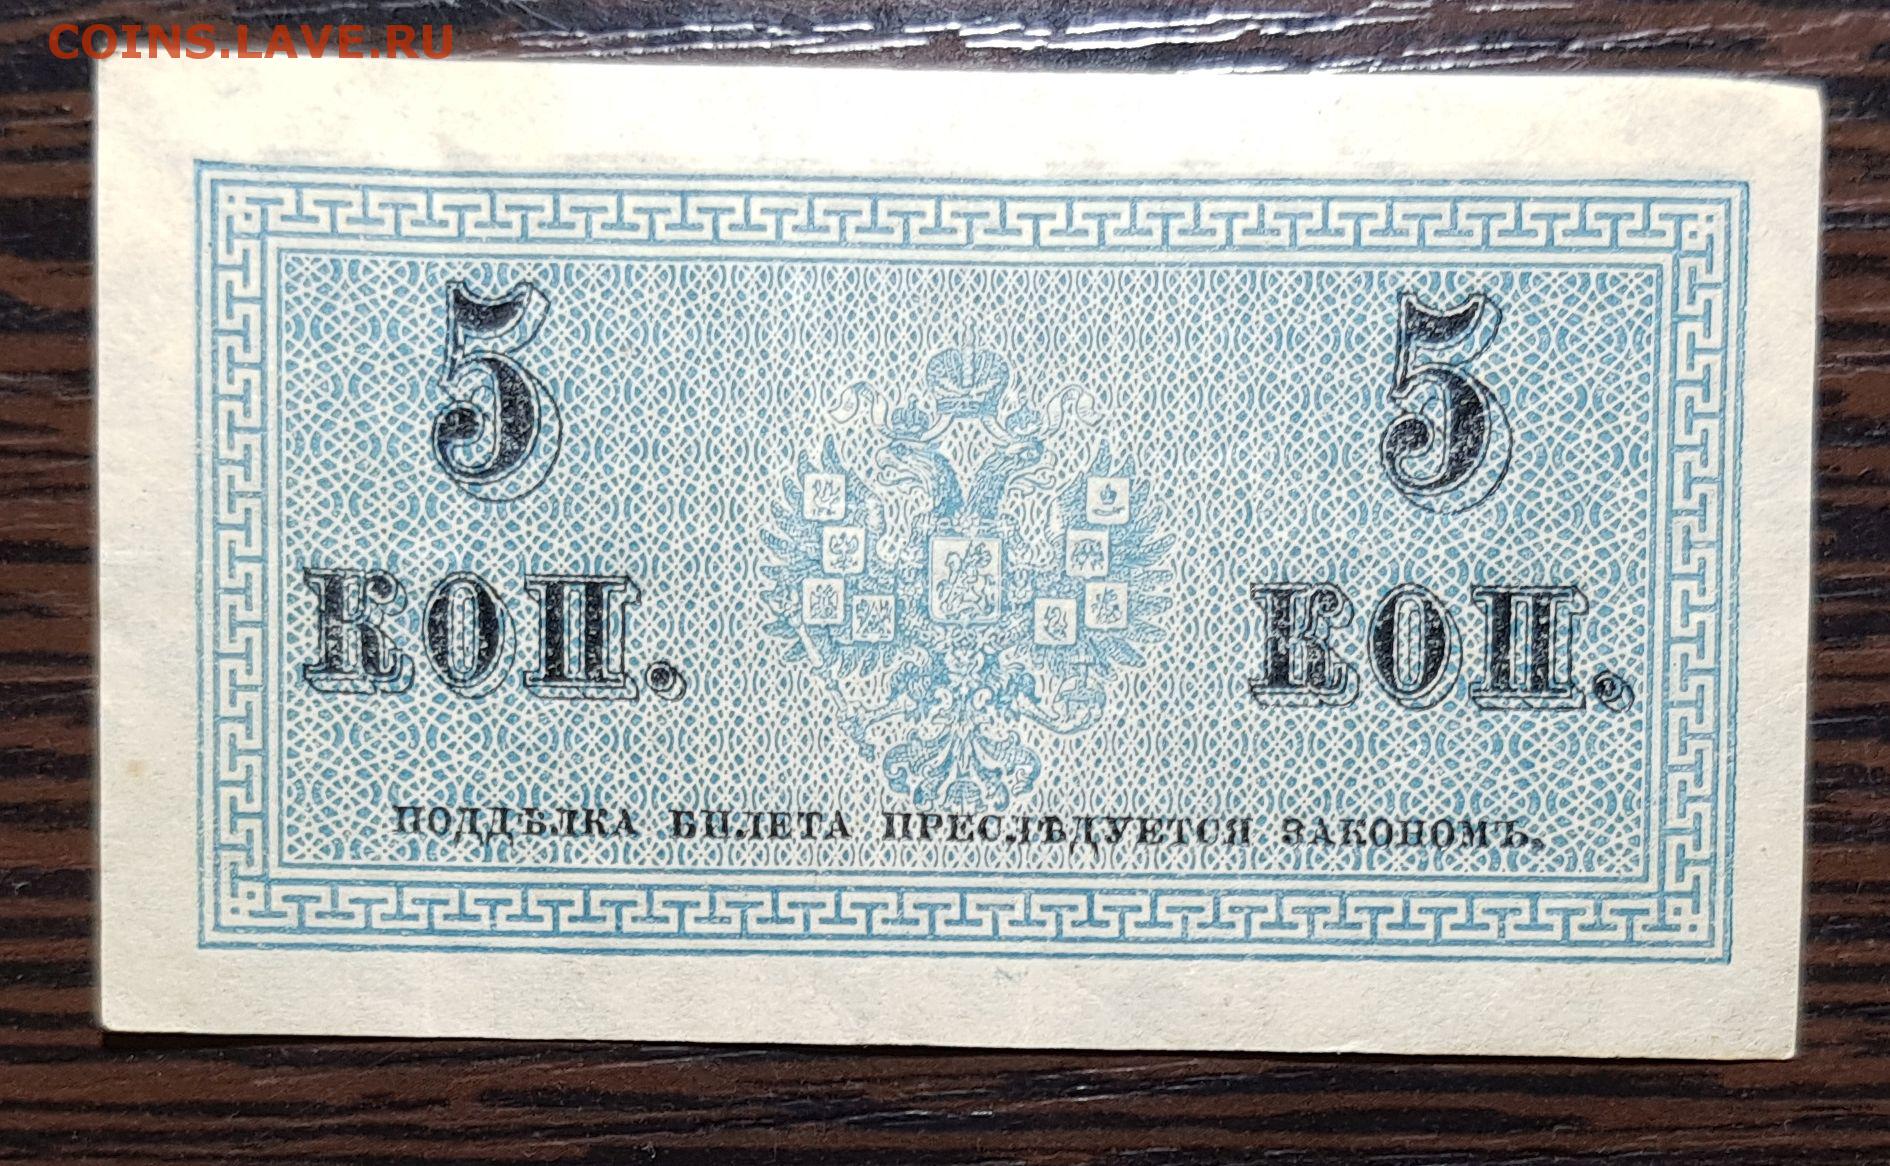 COINS.LAVE.RU
5 5
КОП. КОП.
ПОДДѢЛКА БИЛЕТА ПРЕСЛѢДУЕТСЯ ЗАКОНОМЪ.